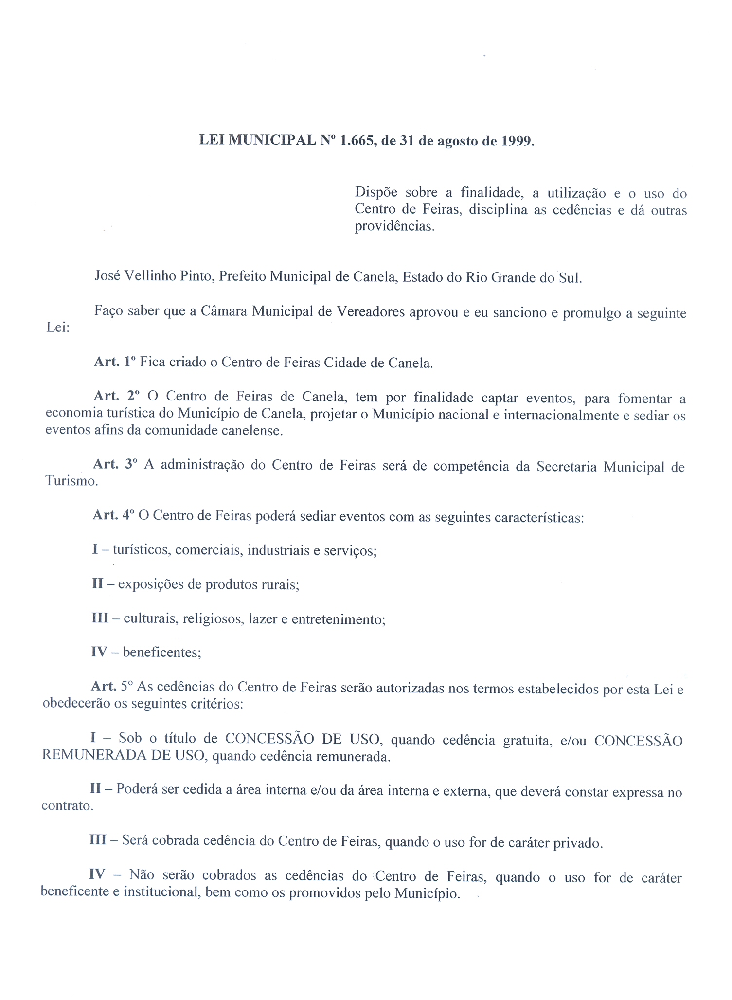 LEI MUNICIPAL Nº 1.665, de 31 de agosto de 1999.
Dispõe sobre a finalidade, a utilização e o uso do
Centro de Feiras, disciplina as cedências e dá outras
providências.
José Vellinho Pinto, Prefeito Municipal de Canela, Estado do Rio Grande do Sul.
Faço saber que a Câmara Municipal de Vereadores aprovou e eu sanciono e promulgo a seguinte
Lei:
Art. 1º Fica criado o Centro de Feiras Cidade de Canela.
Art. 2º O Centro de Feiras de Canela, tem por finalidade captar eventos, para fomentar a
economia turística do Município de Canela, projetar o Município nacional e internacionalmente e sediar os
eventos afins da comunidade canelense.
Art. 3º A administração do Centro de Feiras será de competência da Secretaria Municipal de
Turismo.
Art. 4º O Centro de Feiras poderá sediar eventos com as seguintes características:
I – turísticos, comerciais, industriais e serviços;
II – exposições de produtos rurais;
III – culturais, religiosos, lazer e entretenimento;
IV – beneficentes;
Art. 5º As cedências do Centro de Feiras serão autorizadas nos termos estabelecidos por esta Lei e
obedecerão os seguintes critérios:
I – Sob o título de CONCESSÃO DE USO, quando cedência gratuita, e/ou CONCESSÃO
REMUNERADA DE USO, quando cedência remunerada.
II – Poderá ser cedida a área interna e/ou da área interna e externa, que deverá constar expressa no
contrato.
III – Será cobrada cedência do Centro de Feiras, quando o uso for de caráter privado.
IV – Não serão cobrados as cedências do Centro de Feiras, quando o uso for de caráter
beneficente e institucional, bem como os promovidos pelo Município.